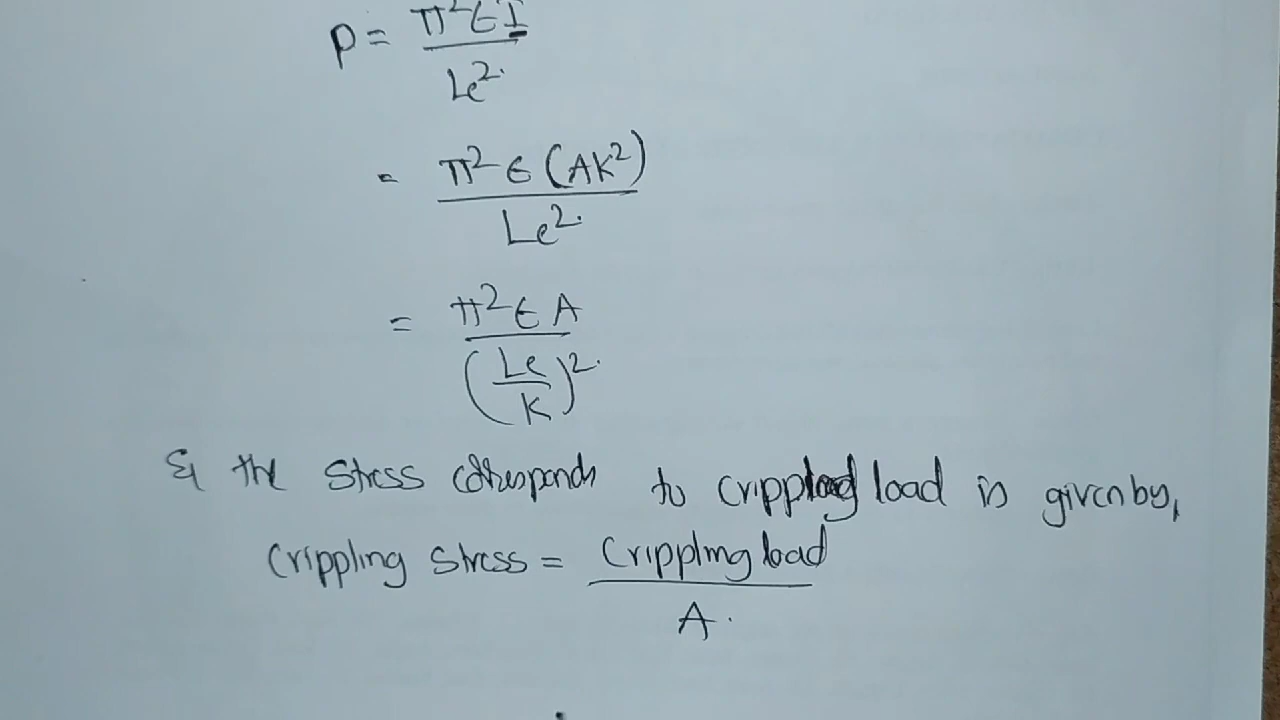 P = π²EI / Le²
= π²E(AK²) / Le²
= π²EA / (Le/K)²
& the stress corresponds to crippling load is given by,
Crippling stress = Crippling load / A.